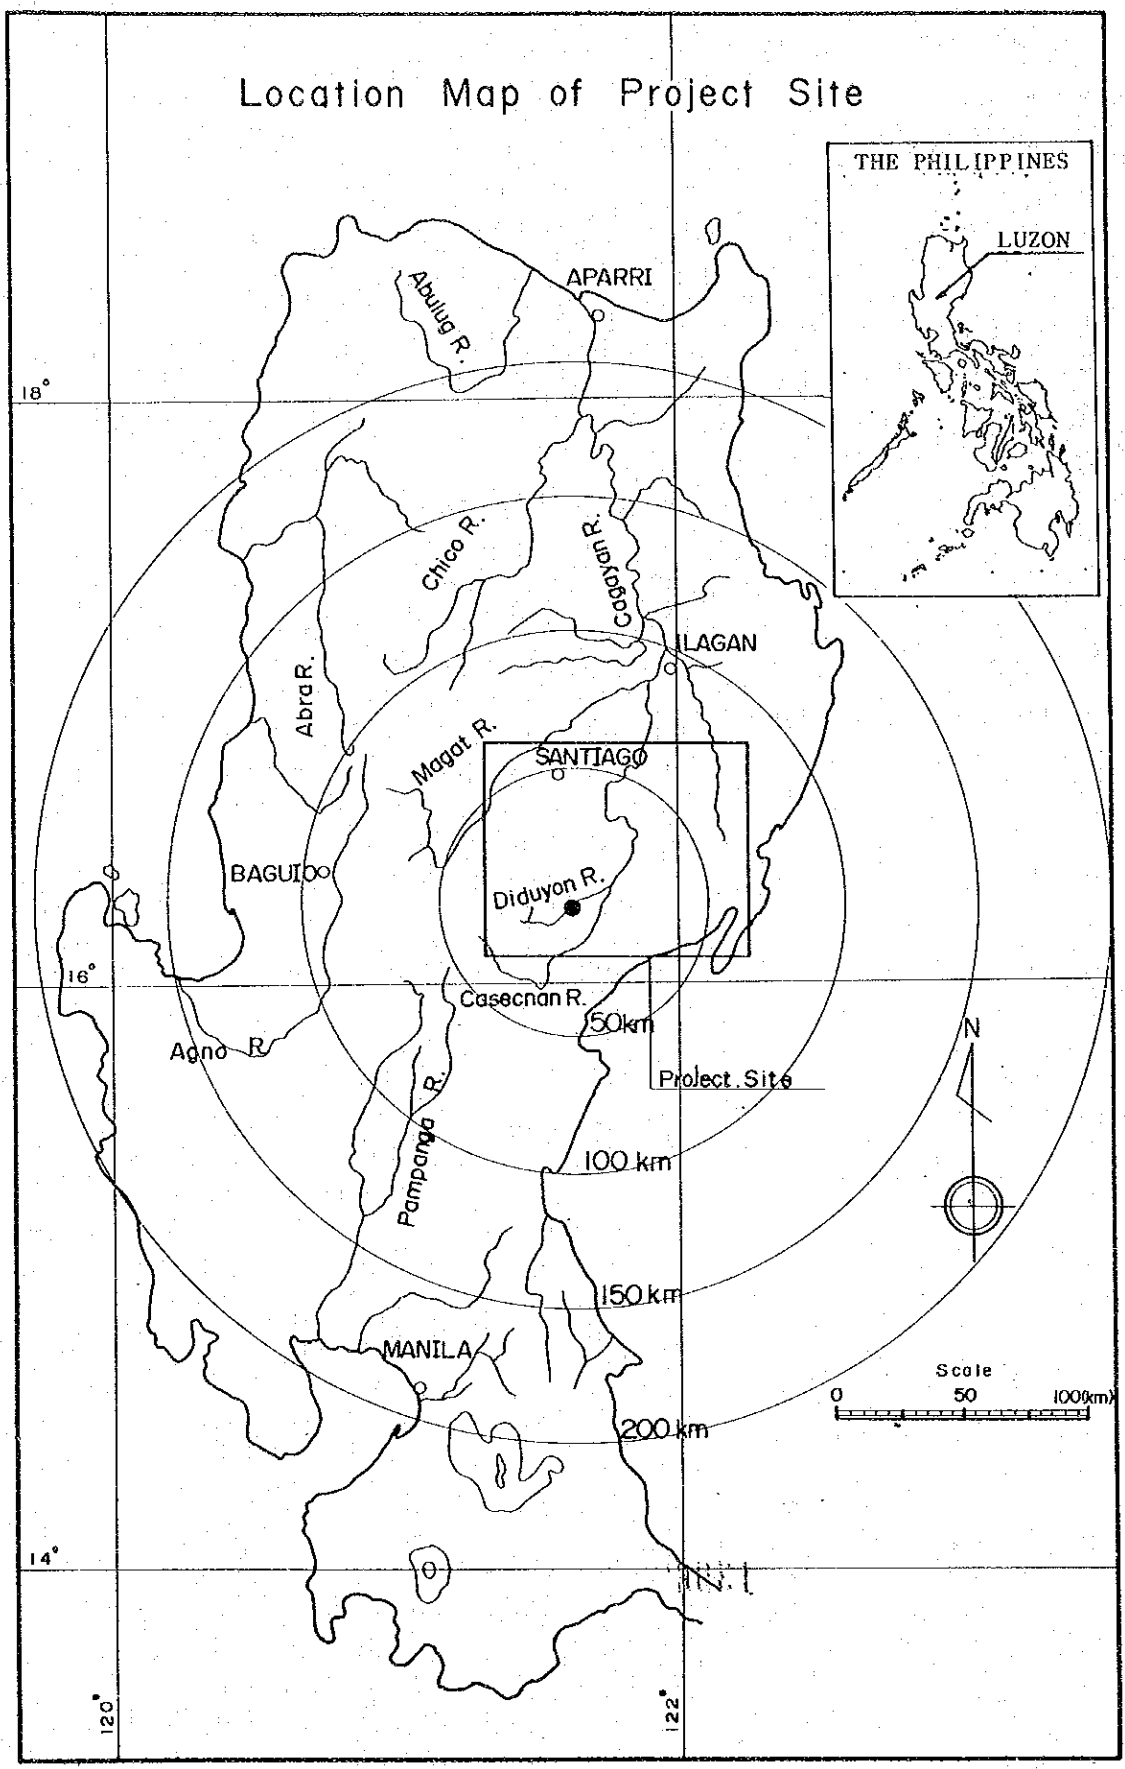 Location Map of Project Site
THE PHILIPPINES
LUZON
APARRI
Abulug R.
18°
Chico R.
Cagayan R.
ILAGAN
Abra R.
Magat R.
SANTIAGO
BAGUIO
Diduyon R.
16°
Casecnan R.
50km
N
Agno R.
Project Site
Pampanga R.
100 km
150 km
MANILA
Scale
0 50 100(km)
200 km
14°
120°
122°